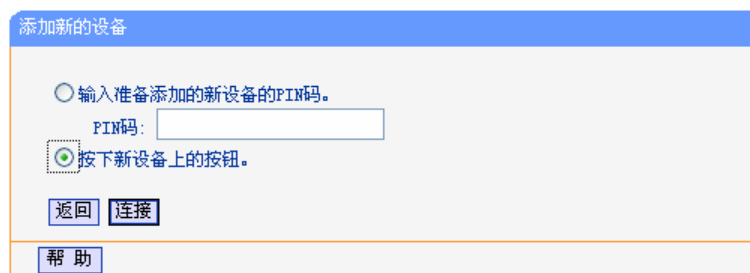 添加新的设备
输入准备添加的新设备的PIN码。
PIN码:
按下新设备上的按钮。
返回 连接
帮 助